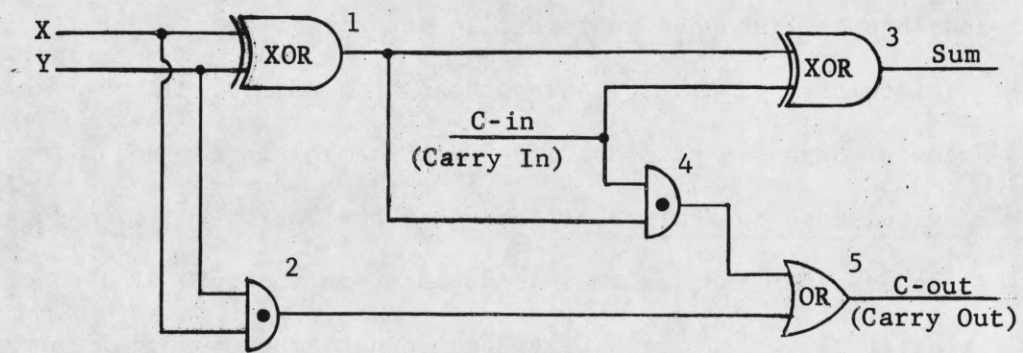 1
X
Y
XOR
3
XOR
Sum
C-in
(Carry In)
4
2
5
OR
C-out
(Carry Out)